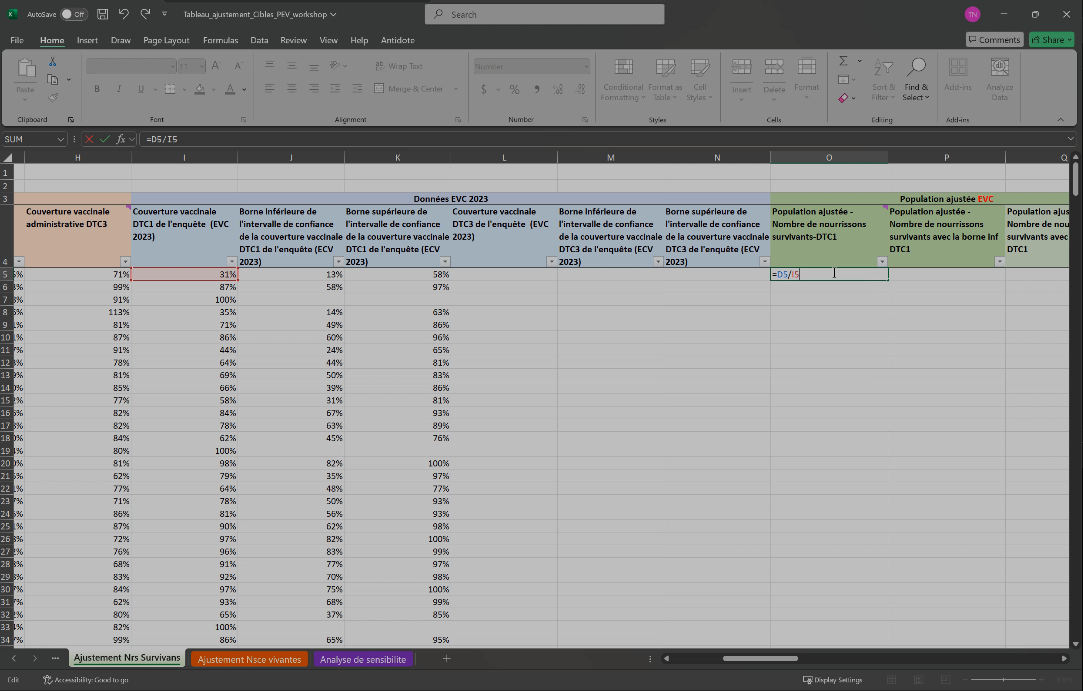 AutoSave Off Tableau_ajustement_Cibles_PEV_workshop Search TN
File Home Insert Draw Page Layout Formulas Data Review View Help Antidote Comments Share
Paste B I U A A A Wrap Text Merge & Center Number $ % Conditional Formatting Format as Table Cell Styles Insert Delete Format Sort & Filter Find & Select Add-ins Analyze Data
Clipboard Font Alignment Number Styles Cells Editing Add-ins
SUM fx =D5/I5
H I J K L M N O P Q
1
2
3 Données EVC 2023 Population ajustée EVC
4 Couverture vaccinale administrative DTC3
Couverture vaccinale DTC1 de l'enquête (EVC 2023)
Borne inférieure de l'intervalle de confiance de la couverture vaccinale DTC1 de l'enquête (ECV 2023)
Borne supérieure de l'intervalle de confiance de la couverture vaccinale DTC1 de l'enquête (ECV 2023)
Couverture vaccinale DTC3 de l'enquête (EVC 2023)
Borne inférieure de l'intervalle de confiance de la couverture vaccinale DTC3 de l'enquête (ECV 2023)
Borne supérieure de l'intervalle de confiance de la couverture vaccinale DTC3 de l'enquête (ECV 2023)
Population ajustée - Nombre de nourrissons survivants-DTC1
Population ajustée - Nombre de nourrissons survivants avec la borne inf DTC1
Population ajus
Nombre de nou
survivants avec
DTC1
5 71% 31% 13% 58% =D5/I5
6 99% 87% 58% 97%
7 91% 100%
8 113% 35% 14% 63%
9 81% 71% 49% 86%
10 87% 86% 60% 96%
11 91% 44% 24% 65%
12 78% 64% 44% 81%
13 81% 69% 50% 83%
14 85% 66% 39% 86%
15 77% 58% 31% 81%
16 82% 84% 67% 93%
17 82% 78% 63% 89%
18 84% 62% 45% 76%
19 80% 100%
20 81% 98% 82% 100%
21 62% 79% 35% 97%
22 77% 64% 48% 77%
23 71% 78% 50% 93%
24 86% 81% 56% 93%
25 87% 90% 62% 98%
26 72% 97% 82% 100%
27 76% 96% 83% 99%
28 68% 91% 77% 97%
29 83% 92% 70% 98%
30 84% 97% 75% 100%
31 62% 93% 68% 99%
32 80% 65% 37% 85%
33 82% 100%
34 99% 86% 65% 95%
Ajustement Nrs Survivans Ajustement Nsce vivantes Analyse de sensibilite
Edit Accessibility: Good to go Display Settings